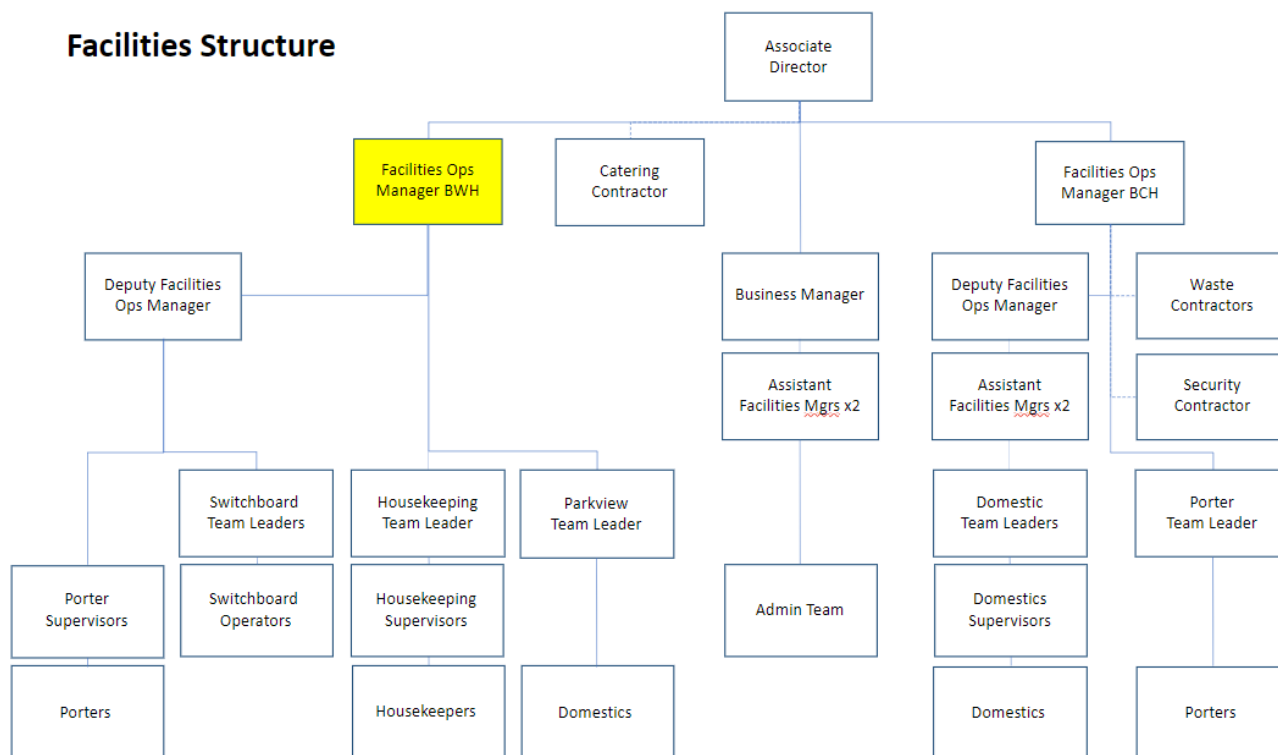 Facilities Structure
Associate
Director
Facilities Ops
Manager BWH
Catering
Contractor
Facilities Ops
Manager BCH
Deputy Facilities
Ops Manager
Business Manager
Deputy Facilities
Ops Manager
Waste
Contractors
Assistant
Facilities Mgrs x2
Assistant
Facilities Mgrs x2
Security
Contractor
Switchboard
Team Leaders
Housekeeping
Team Leader
Parkview
Team Leader
Domestic
Team Leaders
Porter
Team Leader
Porter
Supervisors
Switchboard
Operators
Housekeeping
Supervisors
Admin Team
Domestics
Supervisors
Porters
Housekeepers
Domestics
Domestics
Porters